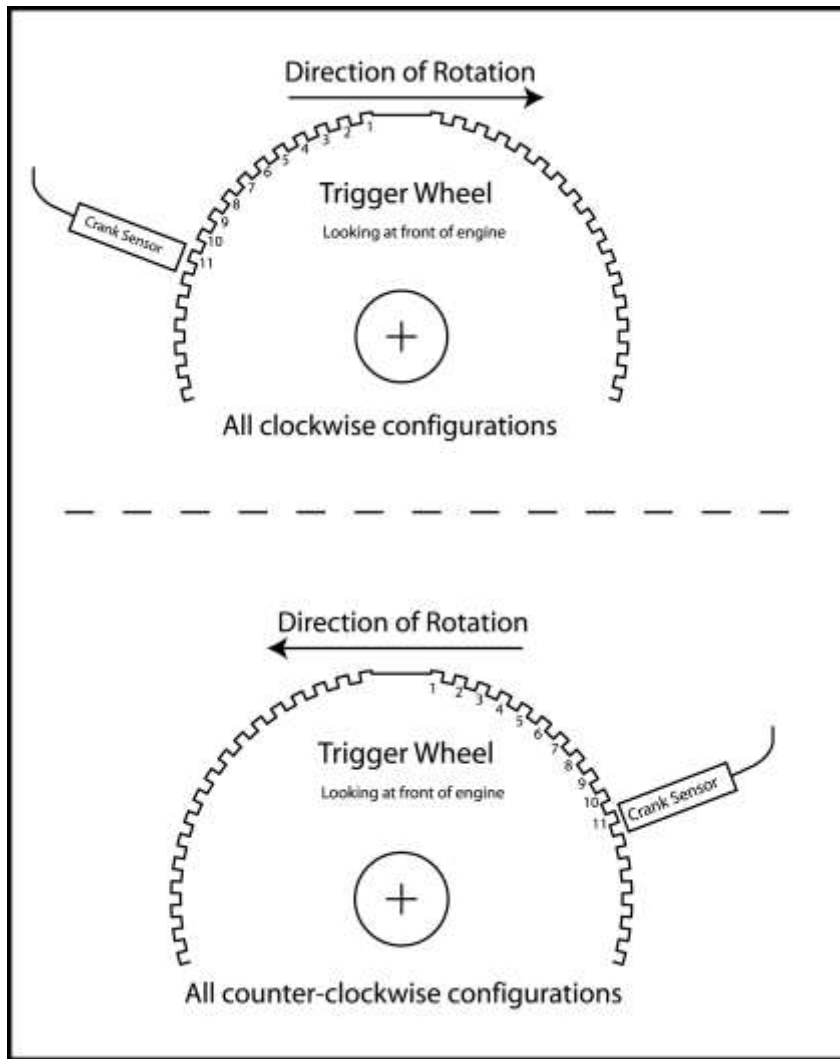 Direction of Rotation
1
2
3
4
5
6
7
8
9
10
11
Trigger Wheel
Looking at front of engine
Crank Sensor
All clockwise configurations
Direction of Rotation
1
2
3
4
5
6
7
8
9
10
11
Trigger Wheel
Looking at front of engine
Crank Sensor
All counter-clockwise configurations